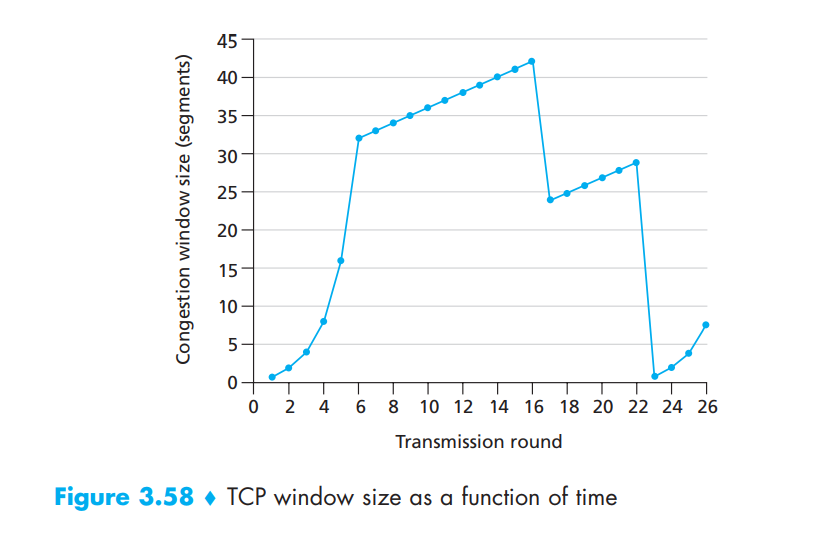 45
40
35
30
25
20
15
10
5
0
Congestion window size (segments)
0 2 4 6 8 10 12 14 16 18 20 22 24 26
Transmission round
Figure 3.58 ♦ TCP window size as a function of time